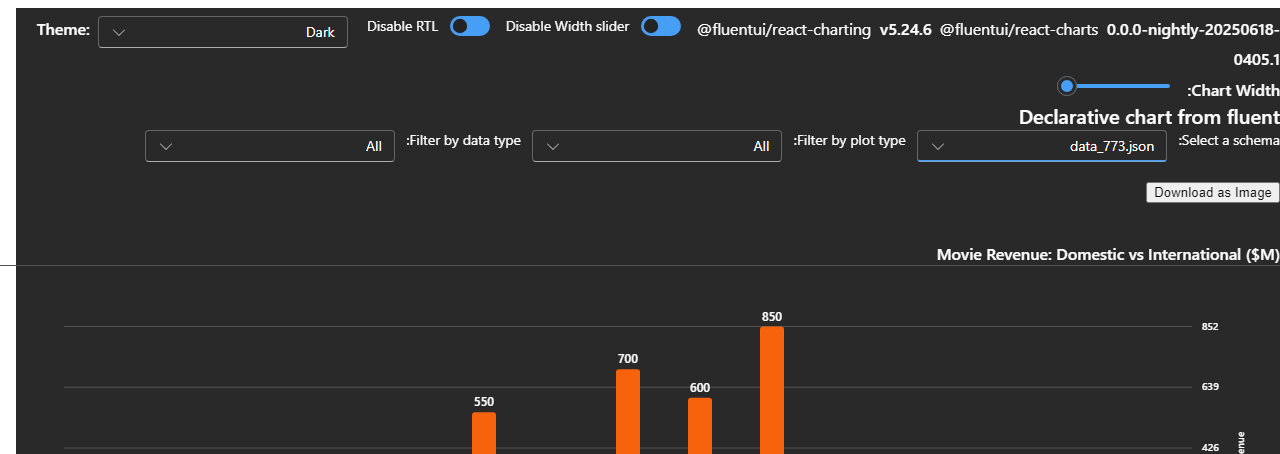 Theme: Dark Disable RTL Disable Width slider @fluentui/react-charting v5.24.6 @fluentui/react-charts 0.0.0-nightly-20250618-
0405.1
:Chart Width
Declarative chart from fluent
:Select a schema data_773.json :Filter by plot type All :Filter by data type All
Download as Image
Movie Revenue: Domestic vs International ($M)
850
852
700
639
600
550
426